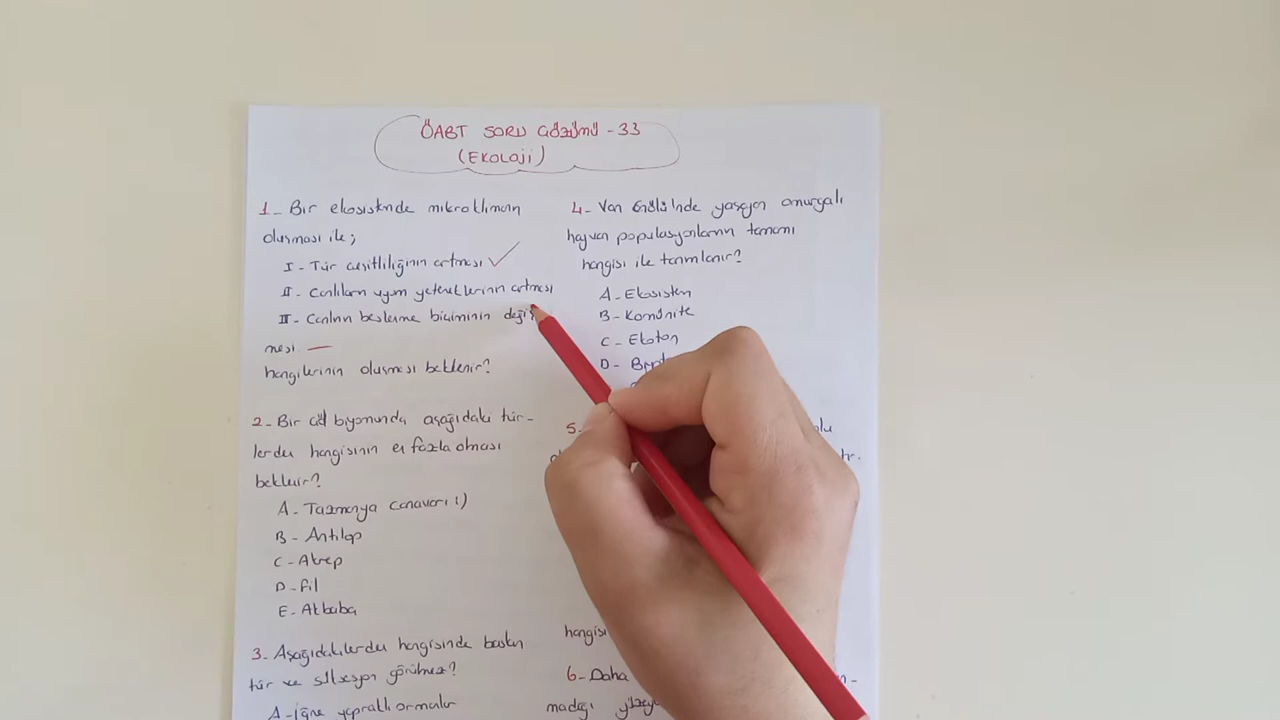 ÖABT SORU ÇÖZÜMÜ - 33
(EKOLOJİ)
1- Bir ekosistemde mikroklimanın
oluşması ile;
I - Tür çeşitliliğinin artması ✓
II - Canlıların uyum yeteneklerinin artması
III - Canlının beslenme biçiminin değiş
mesi —
hangilerinin oluşması beklenir?
2- Bir çöl biyomunda aşağıdaki tür-
lerden hangisinin en fazla olması
beklenir?
A - Tazmanya canavarı :)
B - Antilop
C - Akrep
D - Fil
E - Akbaba
3- Aşağıdakilerden hangisinde baskın
tür ve süksesyon görülmez?
A - İğne yapraklı ormanlar
4- Van Gölü'nde yaşayan omurgalı
hayvan populasyonlarının tamamı
hangisi ile tanımlanır?
A - Ekosistem
B - Komünite
C - Ekoton
D -
5-
hangisi
6- Daha
madığı yüzey